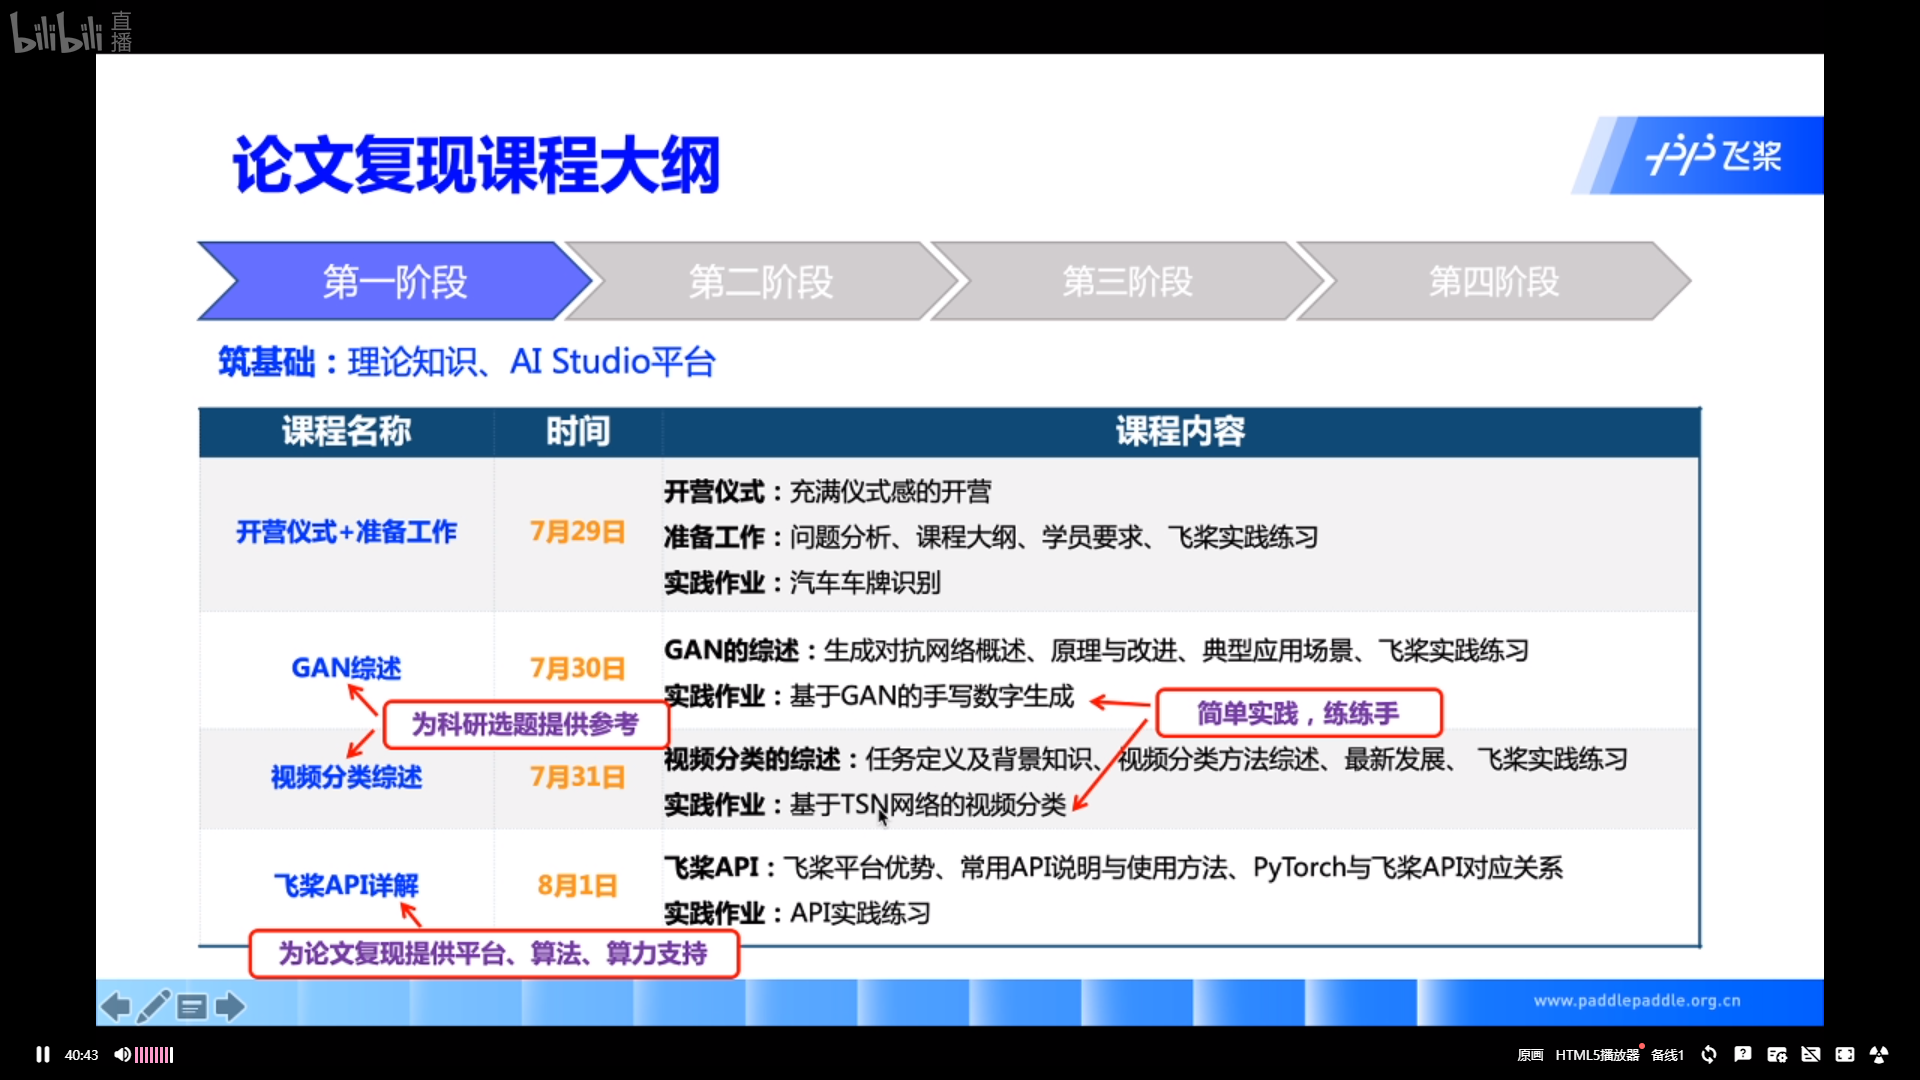 bilibili 直播
论文复现课程大纲
飞桨
第一阶段
第二阶段
第三阶段
第四阶段
筑基础：理论知识、AI Studio平台
课程名称
时间
课程内容
开营仪式+准备工作
7月29日
开营仪式：充满仪式感的开营
准备工作：问题分析、课程大纲、学员要求、飞桨实践练习
实践作业：汽车车牌识别
GAN综述
7月30日
GAN的综述：生成对抗网络概述、原理与改进、典型应用场景、飞桨实践练习
实践作业：基于GAN的手写数字生成
简单实践，练练手
为科研选题提供参考
视频分类综述
7月31日
视频分类的综述：任务定义及背景知识、视频分类方法综述、最新发展、 飞桨实践练习
实践作业：基于TSN网络的视频分类
飞桨API详解
8月1日
飞桨API：飞桨平台优势、常用API说明与使用方法、PyTorch与飞桨API对应关系
实践作业：API实践练习
为论文复现提供平台、算法、算力支持
www.paddlepaddle.org.cn
40:43
原画 HTML5播放器 备线1